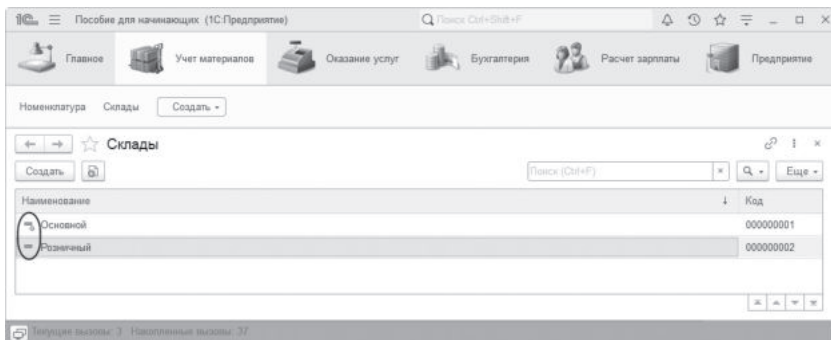 1С Пособие для начинающих (1С:Предприятие) Поиск Ctrl+Shift+F
Главное Учет материалов Оказание услуг Бухгалтерия Расчет зарплаты Предприятие
Номенклатура Склады Создать
Склады
Создать Поиск (Ctrl+F) × Еще
Наименование ↓ Код
Основной 000000001
Розничный 000000002
Текущие вызовы: 3 Накопленные вызовы: 37